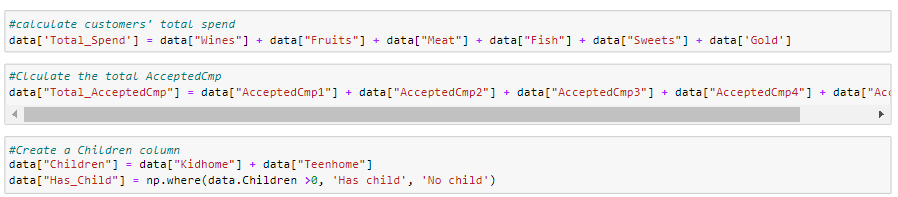 #calculate customers' total spend
data['Total_Spend'] = data["Wines"] + data["Fruits"] + data["Meat"] + data["Fish"] + data["Sweets"] + data['Gold']
#Clculate the total AcceptedCmp
data["Total_AcceptedCmp"] = data["AcceptedCmp1"] + data["AcceptedCmp2"] + data["AcceptedCmp3"] + data["AcceptedCmp4"] + data["Acc
#Create a Children column
data["Children"] = data["Kidhome"] + data["Teenhome"]
data["Has_Child"] = np.where(data.Children >0, 'Has child', 'No child')